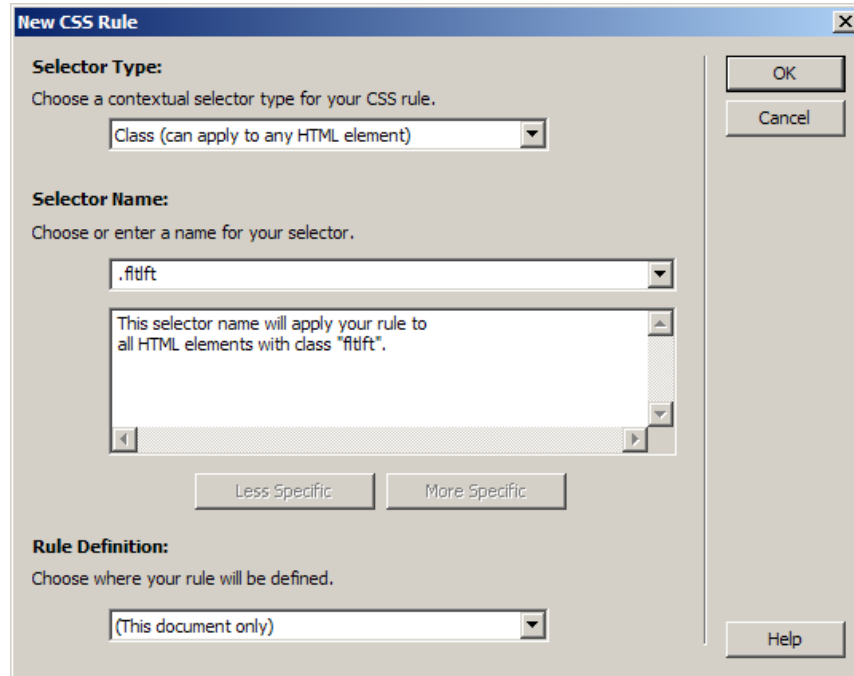 New CSS Rule
Selector Type:
Choose a contextual selector type for your CSS rule.
Class (can apply to any HTML element)
Selector Name:
Choose or enter a name for your selector.
.fltlft
This selector name will apply your rule to
all HTML elements with class "fltlft".
Less Specific
More Specific
Rule Definition:
Choose where your rule will be defined.
(This document only)
OK
Cancel
Help